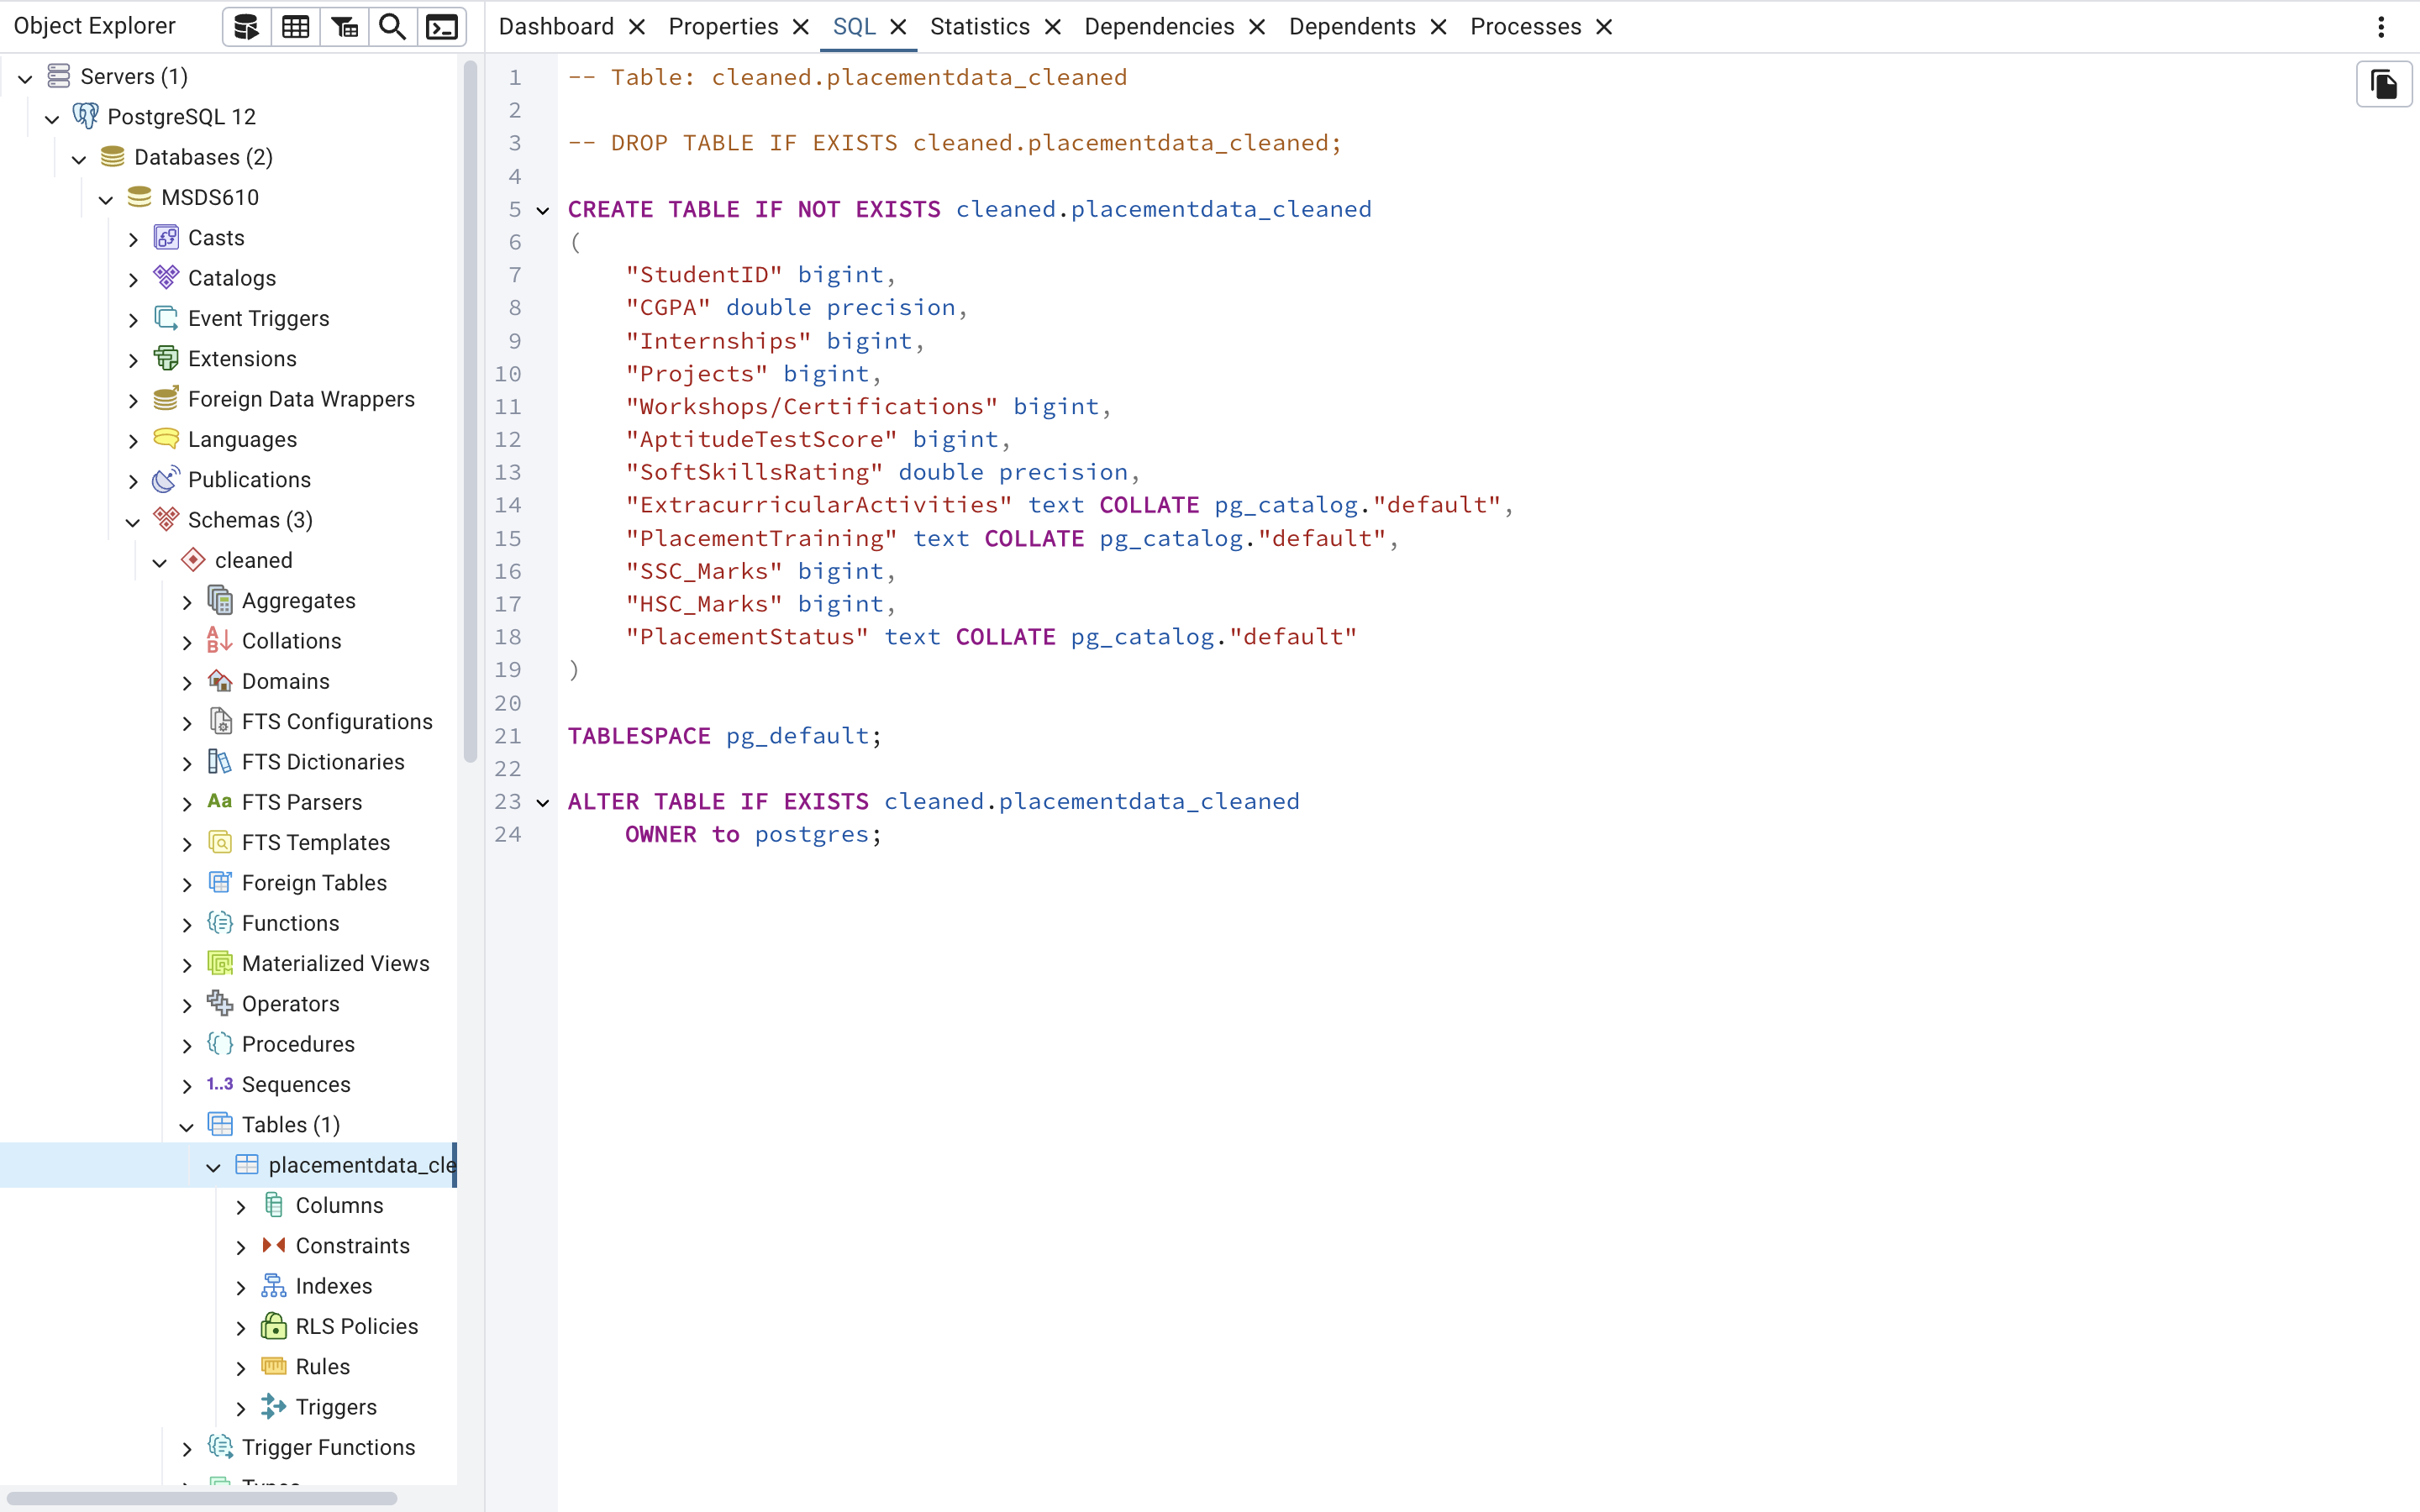 Object Explorer
Dashboard
Properties
SQL
Statistics
Dependencies
Dependents
Processes
Servers (1)
PostgreSQL 12
Databases (2)
MSDS610
Casts
Catalogs
Event Triggers
Extensions
Foreign Data Wrappers
Languages
Publications
Schemas (3)
cleaned
Aggregates
Collations
Domains
FTS Configurations
FTS Dictionaries
Aa FTS Parsers
FTS Templates
Foreign Tables
Functions
Materialized Views
Operators
Procedures
1..3 Sequences
Tables (1)
placementdata_cle
Columns
Constraints
Indexes
RLS Policies
Rules
Triggers
Trigger Functions
1 -- Table: cleaned.placementdata_cleaned
2
3 -- DROP TABLE IF EXISTS cleaned.placementdata_cleaned;
4
5 CREATE TABLE IF NOT EXISTS cleaned.placementdata_cleaned
6 (
7     "StudentID" bigint,
8     "CGPA" double precision,
9     "Internships" bigint,
10     "Projects" bigint,
11     "Workshops/Certifications" bigint,
12     "AptitudeTestScore" bigint,
13     "SoftSkillsRating" double precision,
14     "ExtracurricularActivities" text COLLATE pg_catalog."default",
15     "PlacementTraining" text COLLATE pg_catalog."default",
16     "SSC_Marks" bigint,
17     "HSC_Marks" bigint,
18     "PlacementStatus" text COLLATE pg_catalog."default"
19 )
20
21 TABLESPACE pg_default;
22
23 ALTER TABLE IF EXISTS cleaned.placementdata_cleaned
24     OWNER to postgres;